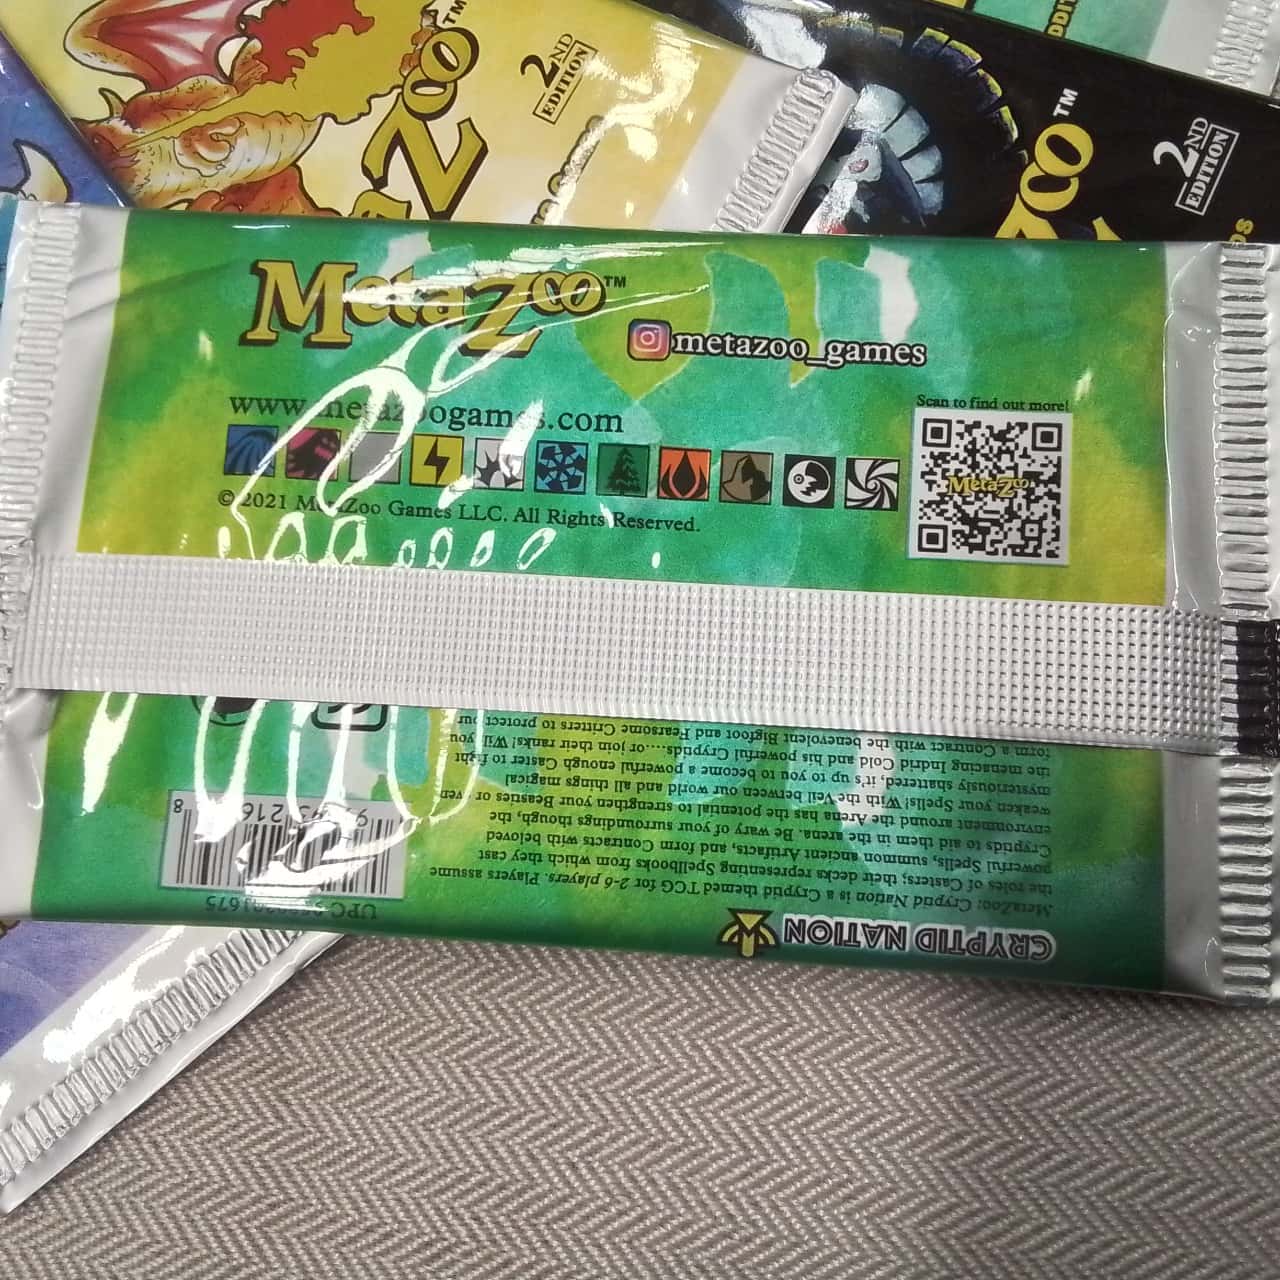 2ND
EDITION
2ND
EDITION
MetaZoo™
metazoo_games
www.metazoogames.com
Scan to find out more!
MetaZoo
© 2021 MetaZoo Games LLC. All Rights Reserved.
CRYPTID NATION
MetaZoo: Cryptid Nation is a Cryptid themed TCG for 2-6 players. Players assume
the roles of Casters; their decks representing Spellbooks from which they cast
powerful Spells, summon ancient Artifacts, and form Contracts with beloved
Cryptids to aid them in the arena. Be wary of your surroundings though, the
environment around the Arena has the potential to strengthen your Beasties or even
weaken your Spells! With the Veil between our world and all things magical
mysteriously shattered, it's up to you to become a powerful enough Caster to fight
the menacing Indrid Cold and his powerful Cryptids.....or join their ranks! Will you
form a Contract with the benevolent Bigfoot and Fearsome Critters to protect our
UPC
8